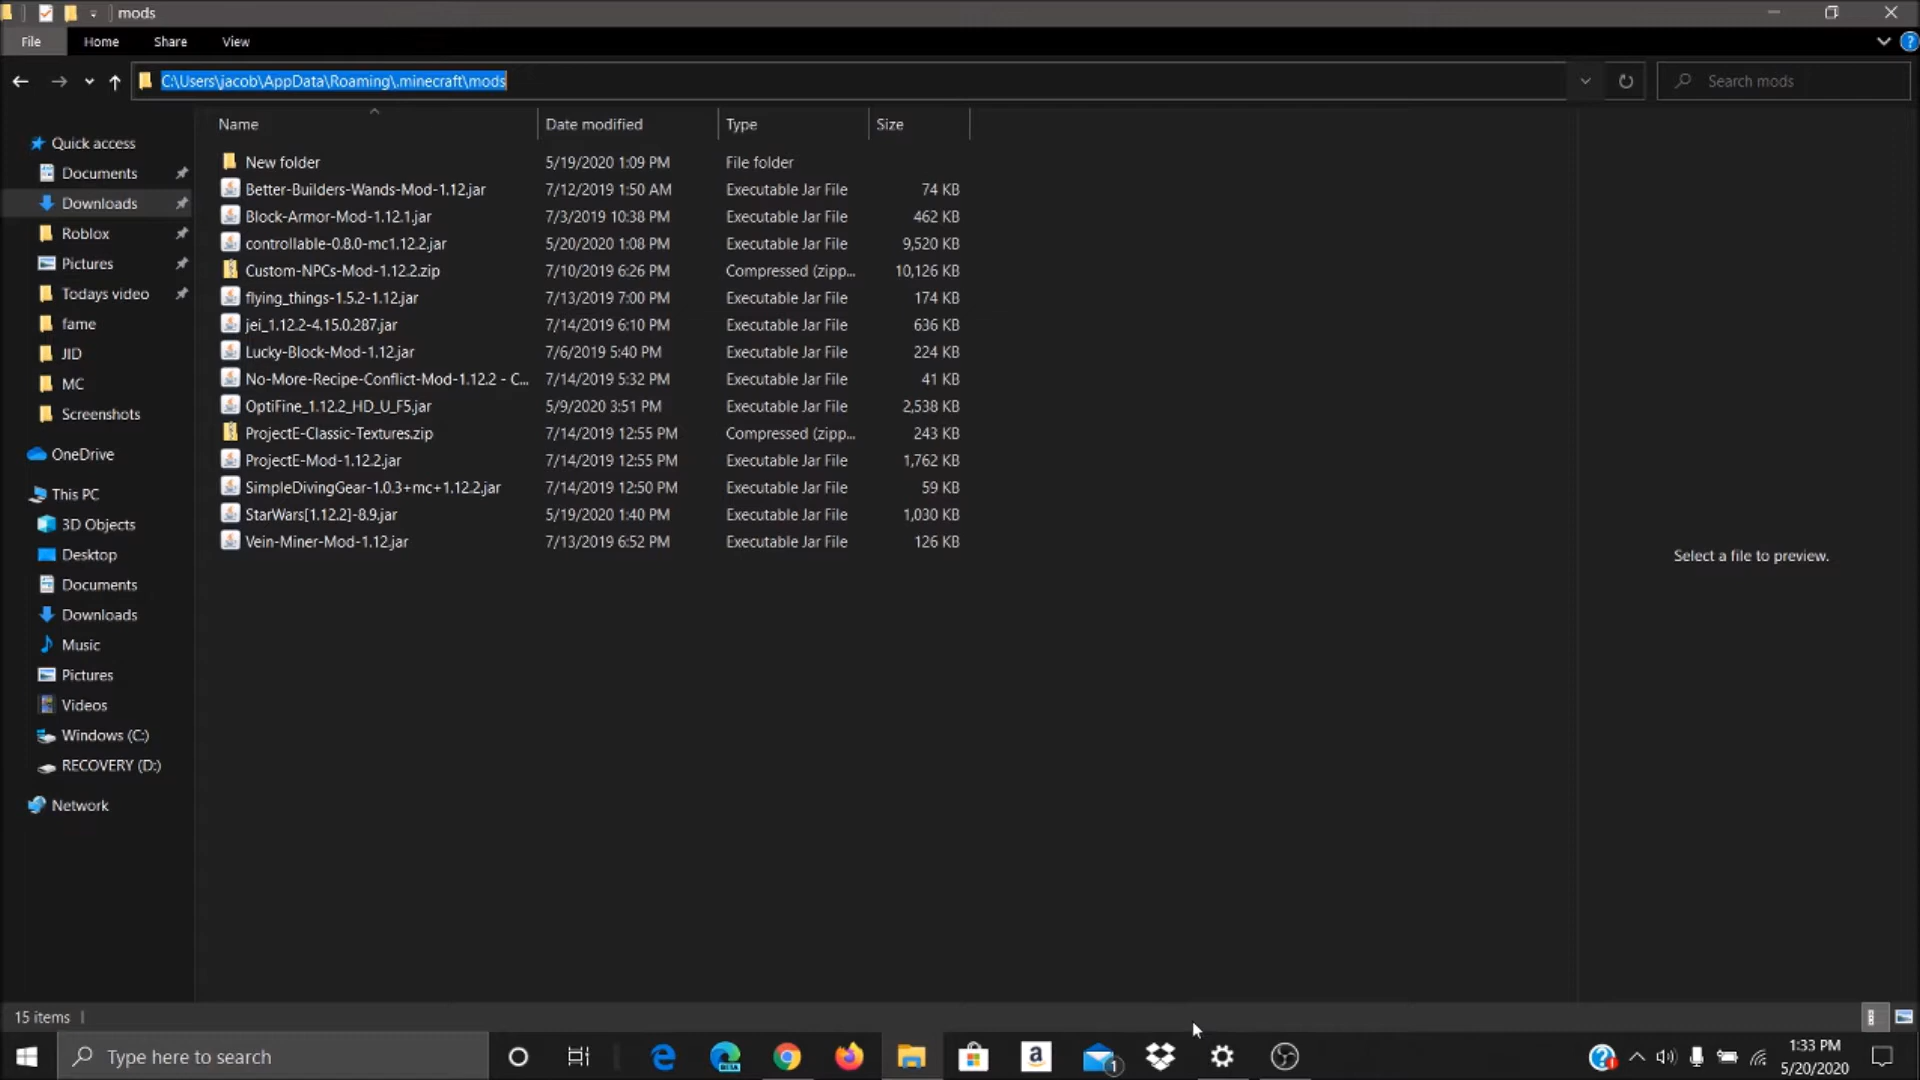 mods
File Home Share View
C:\Users\jacob\AppData\Roaming\.minecraft\mods
Search mods
Name Date modified Type Size
New folder 5/19/2020 1:09 PM File folder
Better-Builders-Wands-Mod-1.12.jar 7/12/2019 1:50 AM Executable Jar File 74 KB
Block-Armor-Mod-1.12.1.jar 7/3/2019 10:38 PM Executable Jar File 462 KB
controllable-0.8.0-mc1.12.2.jar 5/20/2020 1:08 PM Executable Jar File 9,520 KB
Custom-NPCs-Mod-1.12.2.zip 7/10/2019 6:26 PM Compressed (zipp... 10,126 KB
flying_things-1.5.2-1.12.jar 7/13/2019 7:00 PM Executable Jar File 174 KB
jei_1.12.2-4.15.0.287.jar 7/14/2019 6:10 PM Executable Jar File 636 KB
Lucky-Block-Mod-1.12.jar 7/6/2019 5:40 PM Executable Jar File 224 KB
No-More-Recipe-Conflict-Mod-1.12.2 - C... 7/14/2019 5:32 PM Executable Jar File 41 KB
OptiFine_1.12.2_HD_U_F5.jar 5/9/2020 3:51 PM Executable Jar File 2,538 KB
ProjectE-Classic-Textures.zip 7/14/2019 12:55 PM Compressed (zipp... 243 KB
ProjectE-Mod-1.12.2.jar 7/14/2019 12:55 PM Executable Jar File 1,762 KB
SimpleDivingGear-1.0.3+mc+1.12.2.jar 7/14/2019 12:50 PM Executable Jar File 59 KB
StarWars[1.12.2]-8.9.jar 5/19/2020 1:40 PM Executable Jar File 1,030 KB
Vein-Miner-Mod-1.12.jar 7/13/2019 6:52 PM Executable Jar File 126 KB
Quick access
Documents
Downloads
Roblox
Pictures
Todays video
fame
JID
MC
Screenshots
OneDrive
This PC
3D Objects
Desktop
Documents
Downloads
Music
Pictures
Videos
Windows (C:)
RECOVERY (D:)
Network
Select a file to preview.
15 items
Type here to search
1
1:33 PM
5/20/2020